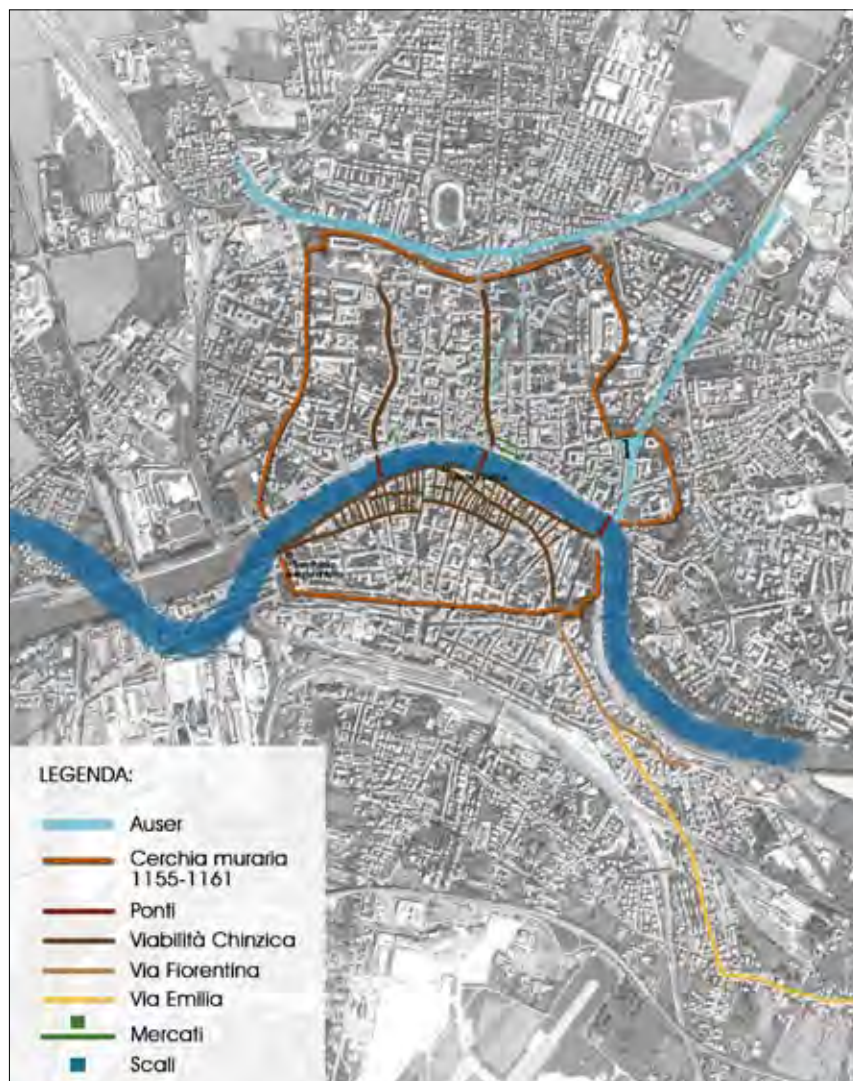 LEGENDA:
Auser
Cerchia muraria
1155-1161
Ponti
Viabilità Chinzica
Via Fiorentina
Via Emilia
Mercati
Scali